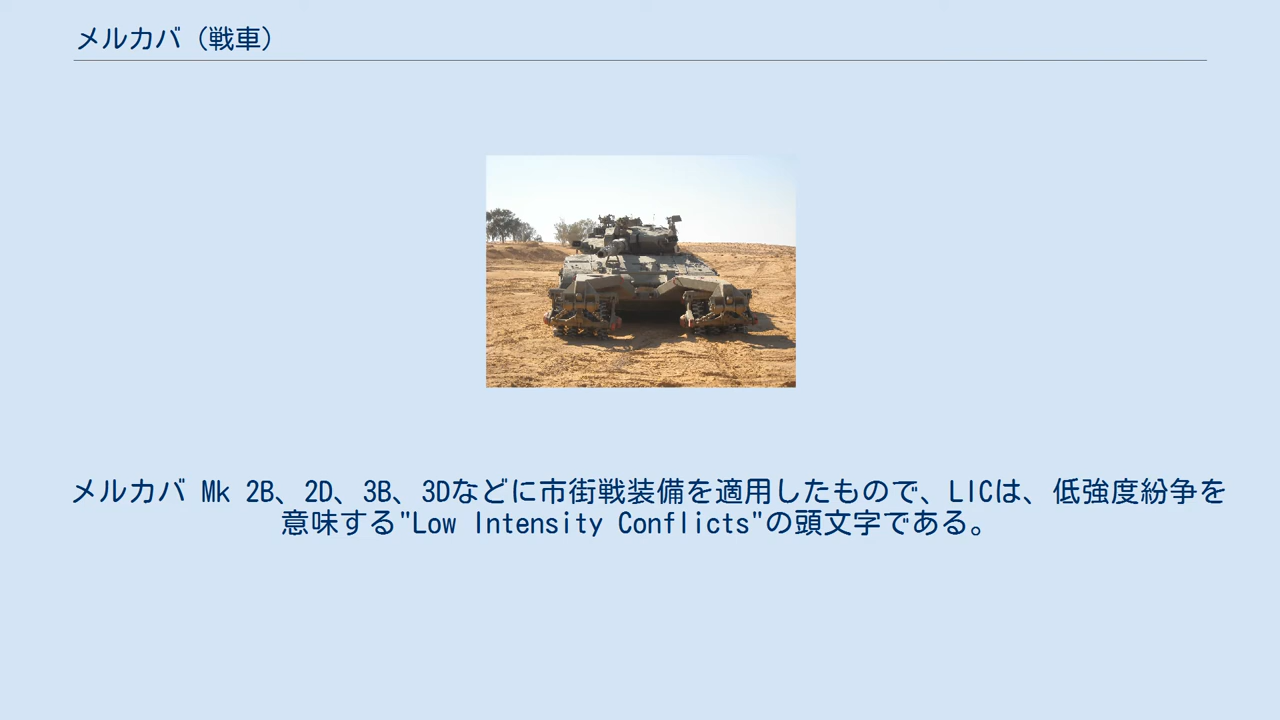 メルカバ（戦車）
メルカバ Mk 2B、2D、3B、3Dなどに市街戦装備を適用したもので、LICは、低強度紛争を
意味する"Low Intensity Conflicts"の頭文字である。